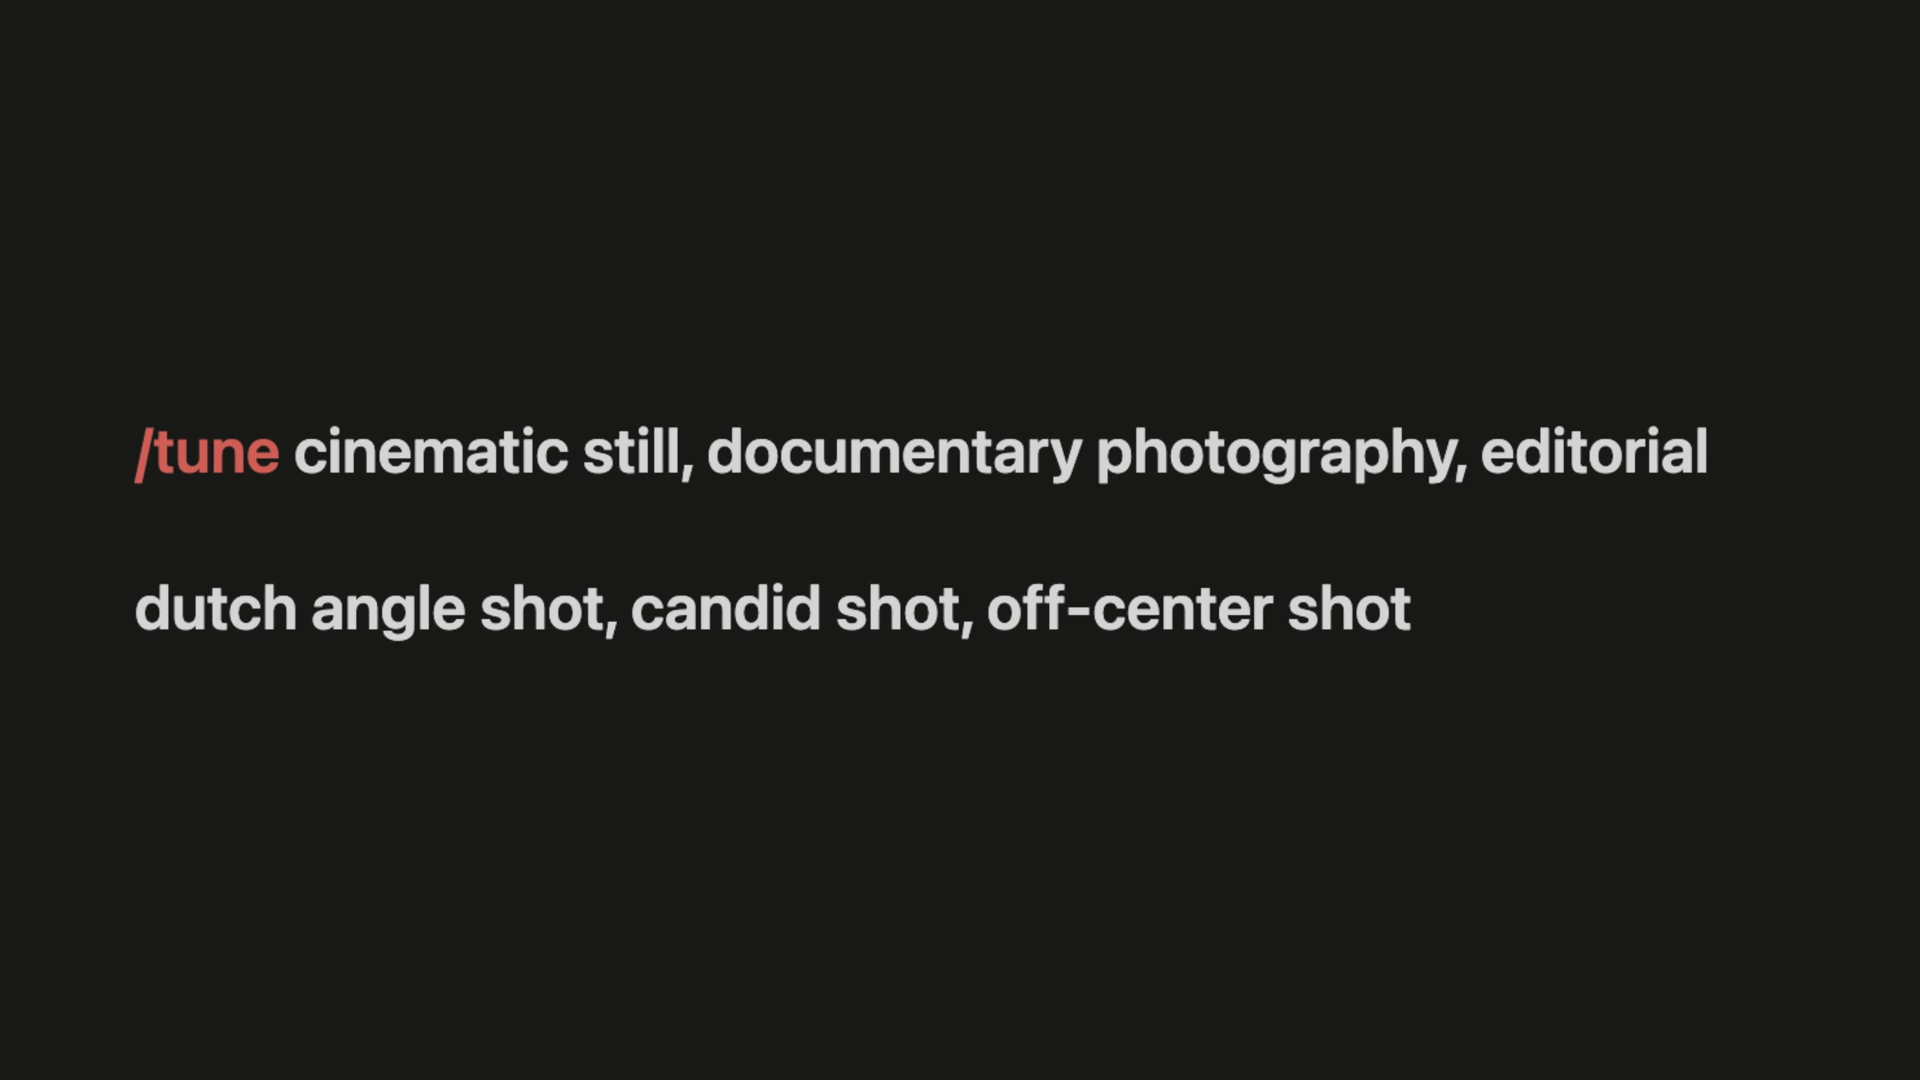 /tune cinematic still, documentary photography, editorial
dutch angle shot, candid shot, off-center shot